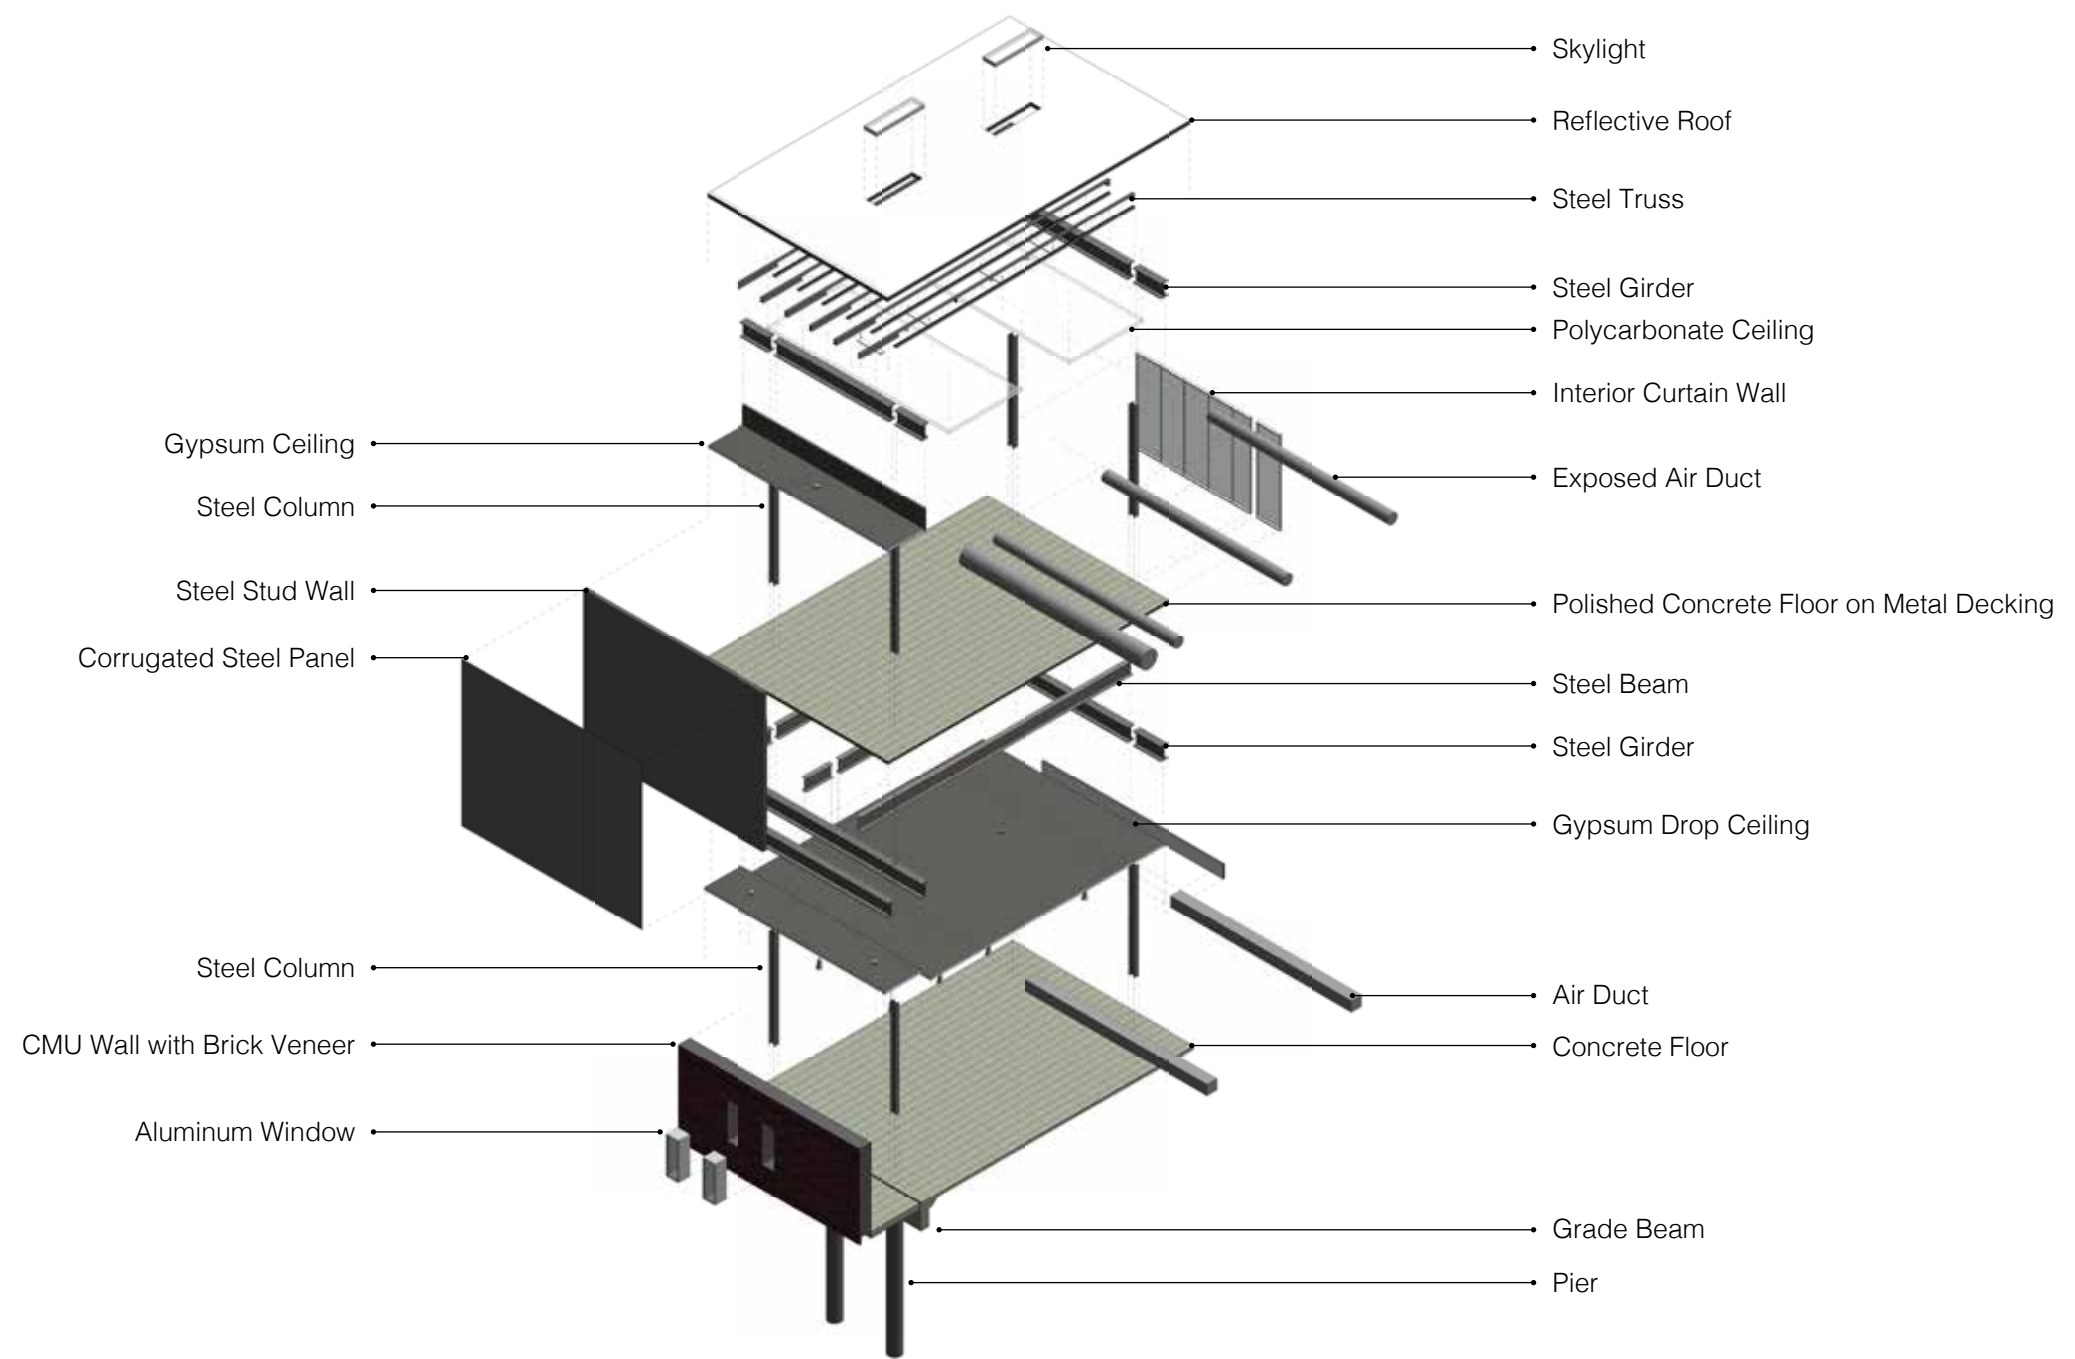 Skylight
Reflective Roof
Steel Truss
Steel Girder
Polycarbonate Ceiling
Interior Curtain Wall
Gypsum Ceiling
Exposed Air Duct
Steel Column
Steel Stud Wall
Polished Concrete Floor on Metal Decking
Corrugated Steel Panel
Steel Beam
Steel Girder
Gypsum Drop Ceiling
Steel Column
Air Duct
CMU Wall with Brick Veneer
Concrete Floor
Aluminum Window
Grade Beam
Pier